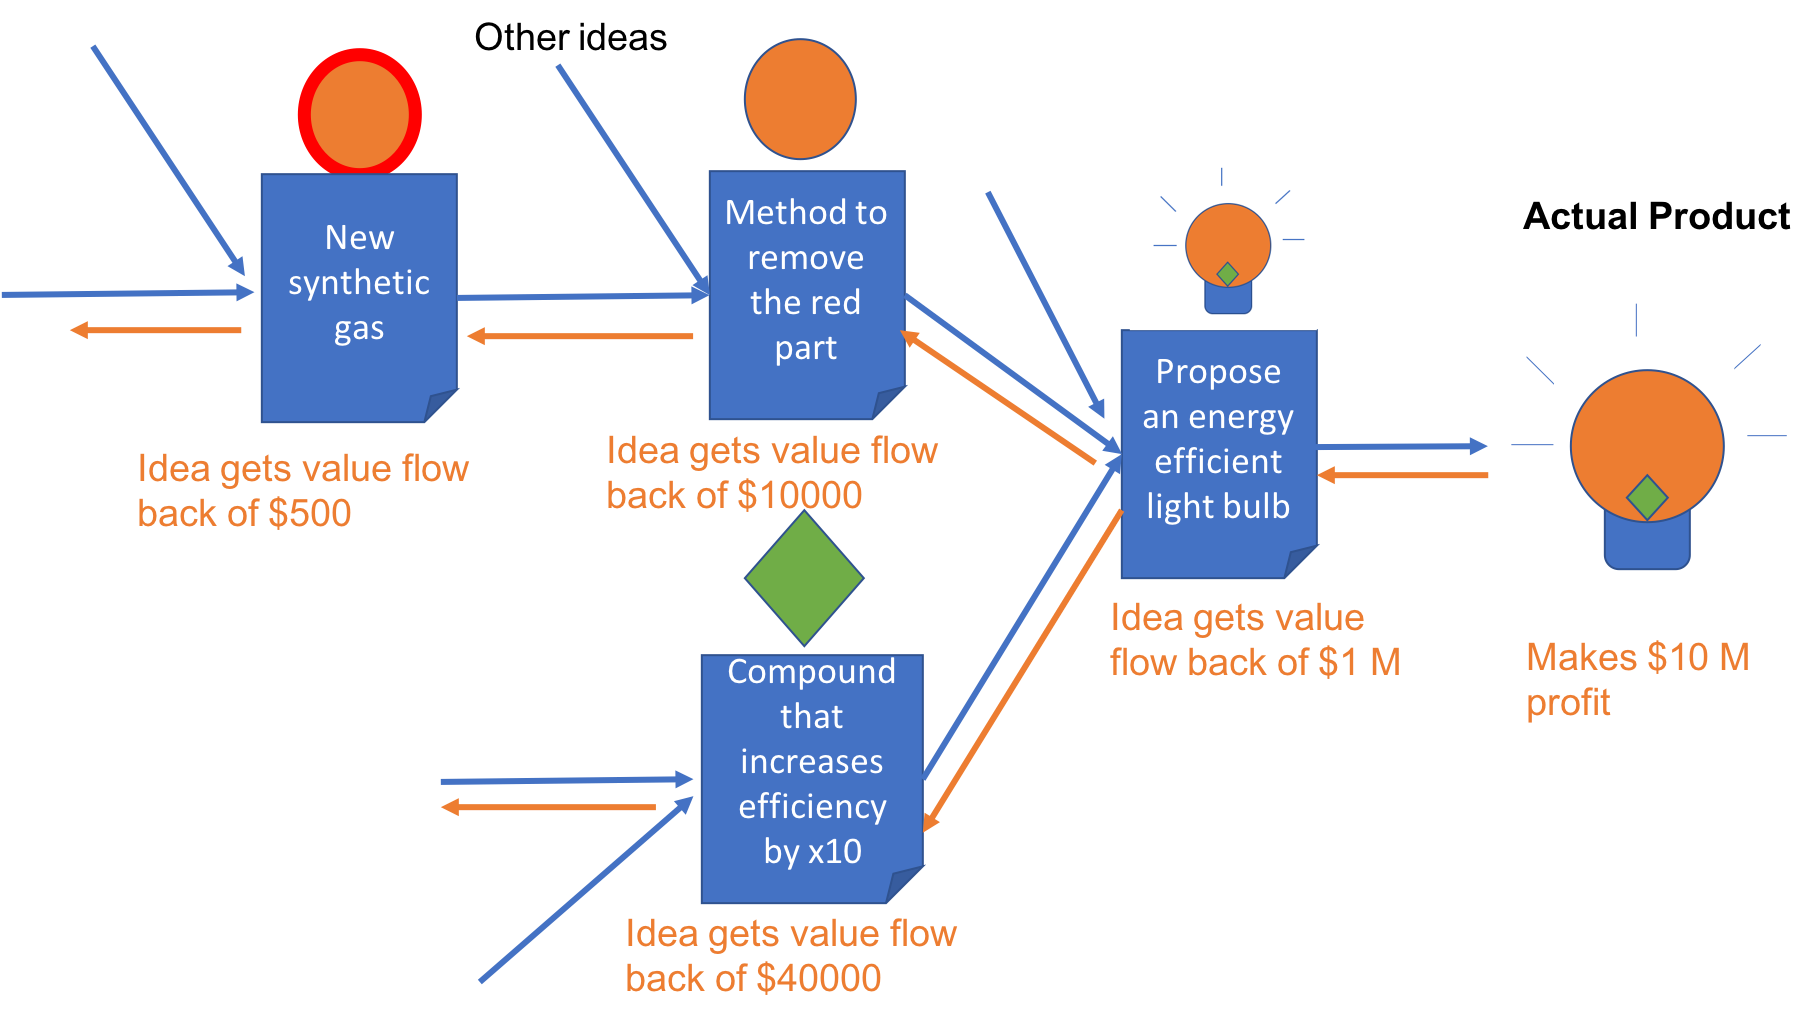 Other ideas
New
synthetic
gas
Idea gets value flow
back of $500
Method to
remove
the red
part
Idea gets value flow
back of $10000
Compound
that
increases
efficiency
by x10
Idea gets value flow
back of $40000
Propose
an energy
efficient
light bulb
Idea gets value
flow back of $1 M
Actual Product
Makes $10 M
profit